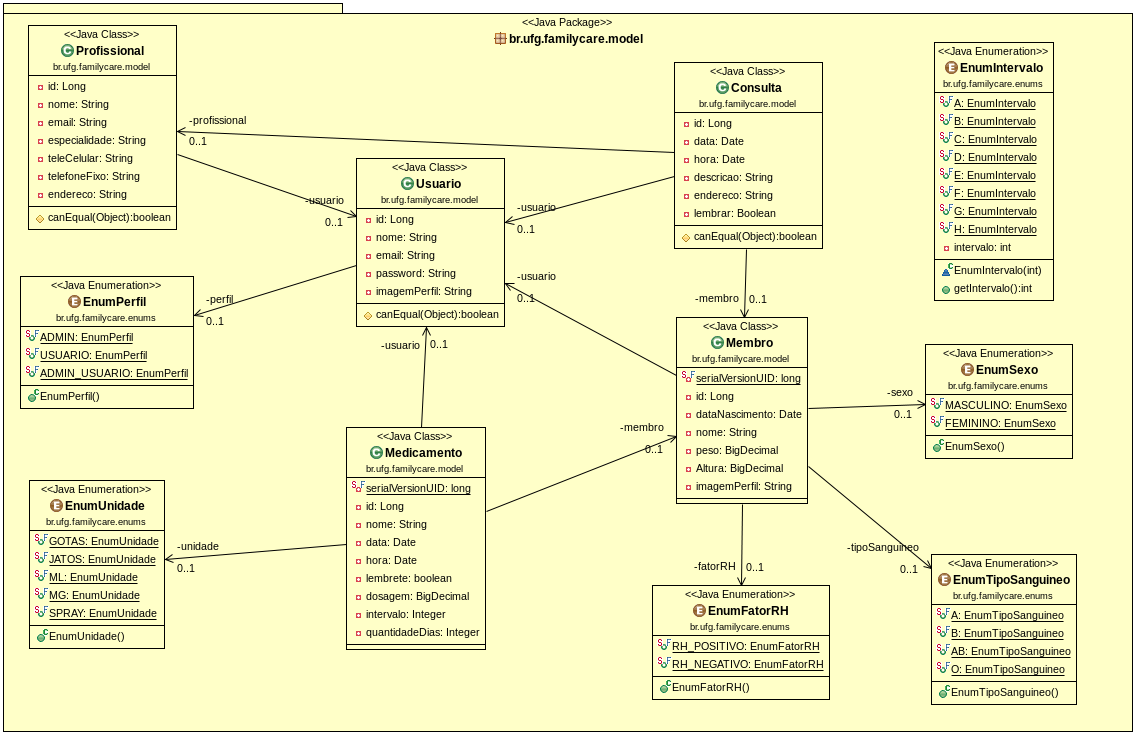 <<Java Package>>
br.ufg.familycare.model
<<Java Class>>
Profissional
br.ufg.familycare.model
id: Long
nome: String
email: String
especialidade: String
teleCelular: String
telefoneFixo: String
endereco: String
canEqual(Object):boolean
-profissional
0..1
-usuario
0..1
<<Java Class>>
Usuario
br.ufg.familycare.model
id: Long
nome: String
email: String
password: String
imagemPerfil: String
canEqual(Object):boolean
-usuario
0..1
-usuario
0..1
-usuario
0..1
-perfil
0..1
<<Java Class>>
Consulta
br.ufg.familycare.model
id: Long
data: Date
hora: Date
descricao: String
endereco: String
lembrar: Boolean
canEqual(Object):boolean
-membro
0..1
<<Java Enumeration>>
EnumIntervalo
br.ufg.familycare.enums
A: EnumIntervalo
B: EnumIntervalo
C: EnumIntervalo
D: EnumIntervalo
E: EnumIntervalo
F: EnumIntervalo
G: EnumIntervalo
H: EnumIntervalo
intervalo: int
EnumIntervalo(int)
getIntervalo():int
<<Java Enumeration>>
EnumPerfil
br.ufg.familycare.enums
ADMIN: EnumPerfil
USUARIO: EnumPerfil
ADMIN_USUARIO: EnumPerfil
EnumPerfil()
<<Java Class>>
Membro
br.ufg.familycare.model
serialVersionUID: long
id: Long
dataNascimento: Date
nome: String
peso: BigDecimal
Altura: BigDecimal
imagemPerfil: String
-sexo
0..1
<<Java Enumeration>>
EnumSexo
br.ufg.familycare.enums
MASCULINO: EnumSexo
FEMININO: EnumSexo
EnumSexo()
<<Java Class>>
Medicamento
br.ufg.familycare.model
serialVersionUID: long
id: Long
nome: String
data: Date
hora: Date
lembrete: boolean
dosagem: BigDecimal
intervalo: Integer
quantidadeDias: Integer
-membro
0..1
-unidade
0..1
<<Java Enumeration>>
EnumUnidade
br.ufg.familycare.enums
GOTAS: EnumUnidade
JATOS: EnumUnidade
ML: EnumUnidade
MG: EnumUnidade
SPRAY: EnumUnidade
EnumUnidade()
-fatorRH
0..1
<<Java Enumeration>>
EnumFatorRH
br.ufg.familycare.enums
RH_POSITIVO: EnumFatorRH
RH_NEGATIVO: EnumFatorRH
EnumFatorRH()
-tipoSanguineo
0..1
<<Java Enumeration>>
EnumTipoSanguineo
br.ufg.familycare.enums
A: EnumTipoSanguineo
B: EnumTipoSanguineo
AB: EnumTipoSanguineo
O: EnumTipoSanguineo
EnumTipoSanguineo()